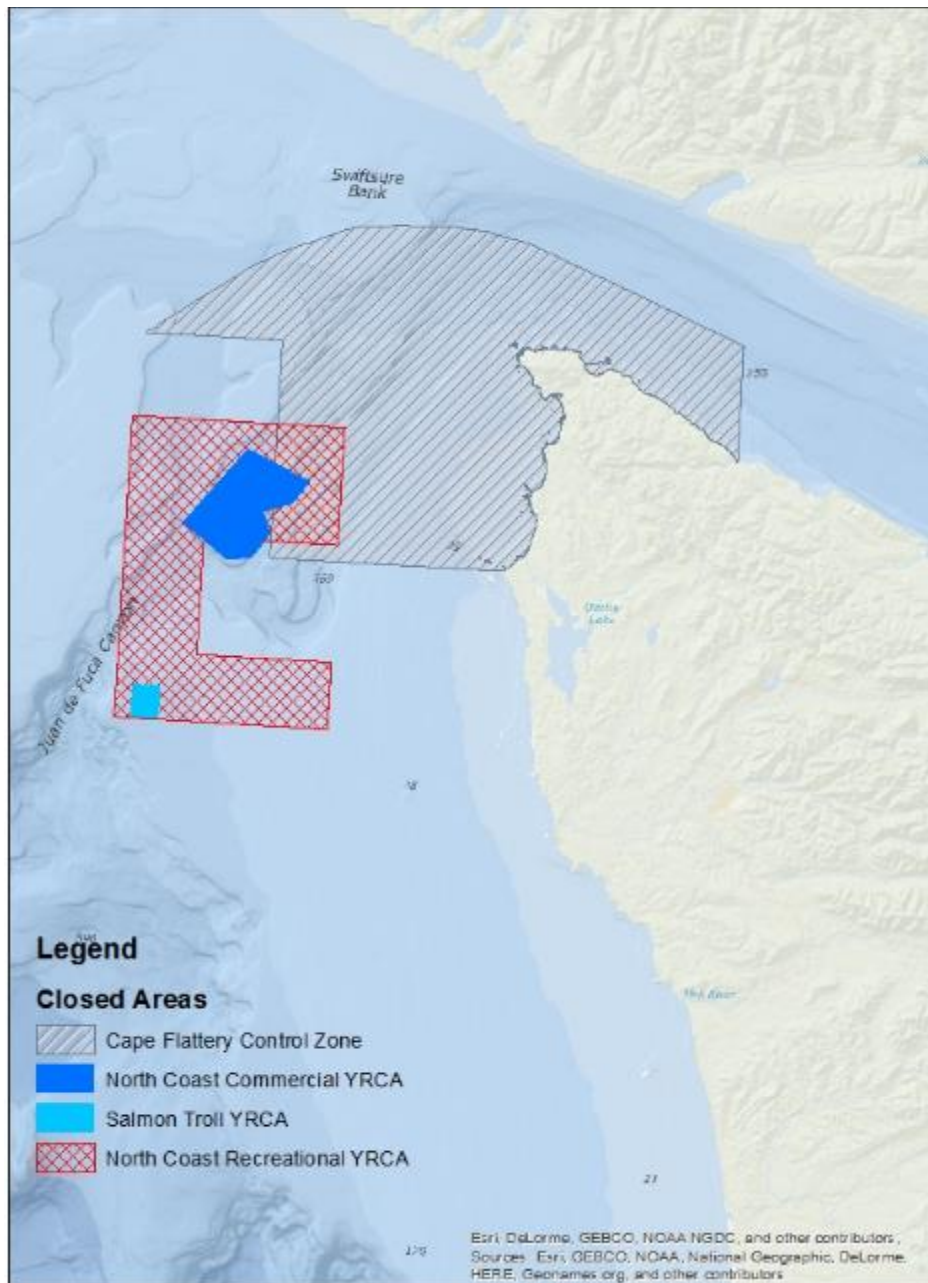 Swiftsure
Bank
Juan de Fuca Canyon
Legend
Closed Areas
Cape Flattery Control Zone
North Coast Commercial YRCA
Salmon Troll YRCA
North Coast Recreational YRCA
21
Esri, DeLorme, GEBCO, NOAA NGDC, and other contributors,
Sources: Esri, GEBCO, NOAA, National Geographic, DeLorme,
HERE, Geonames.org, and other contributors